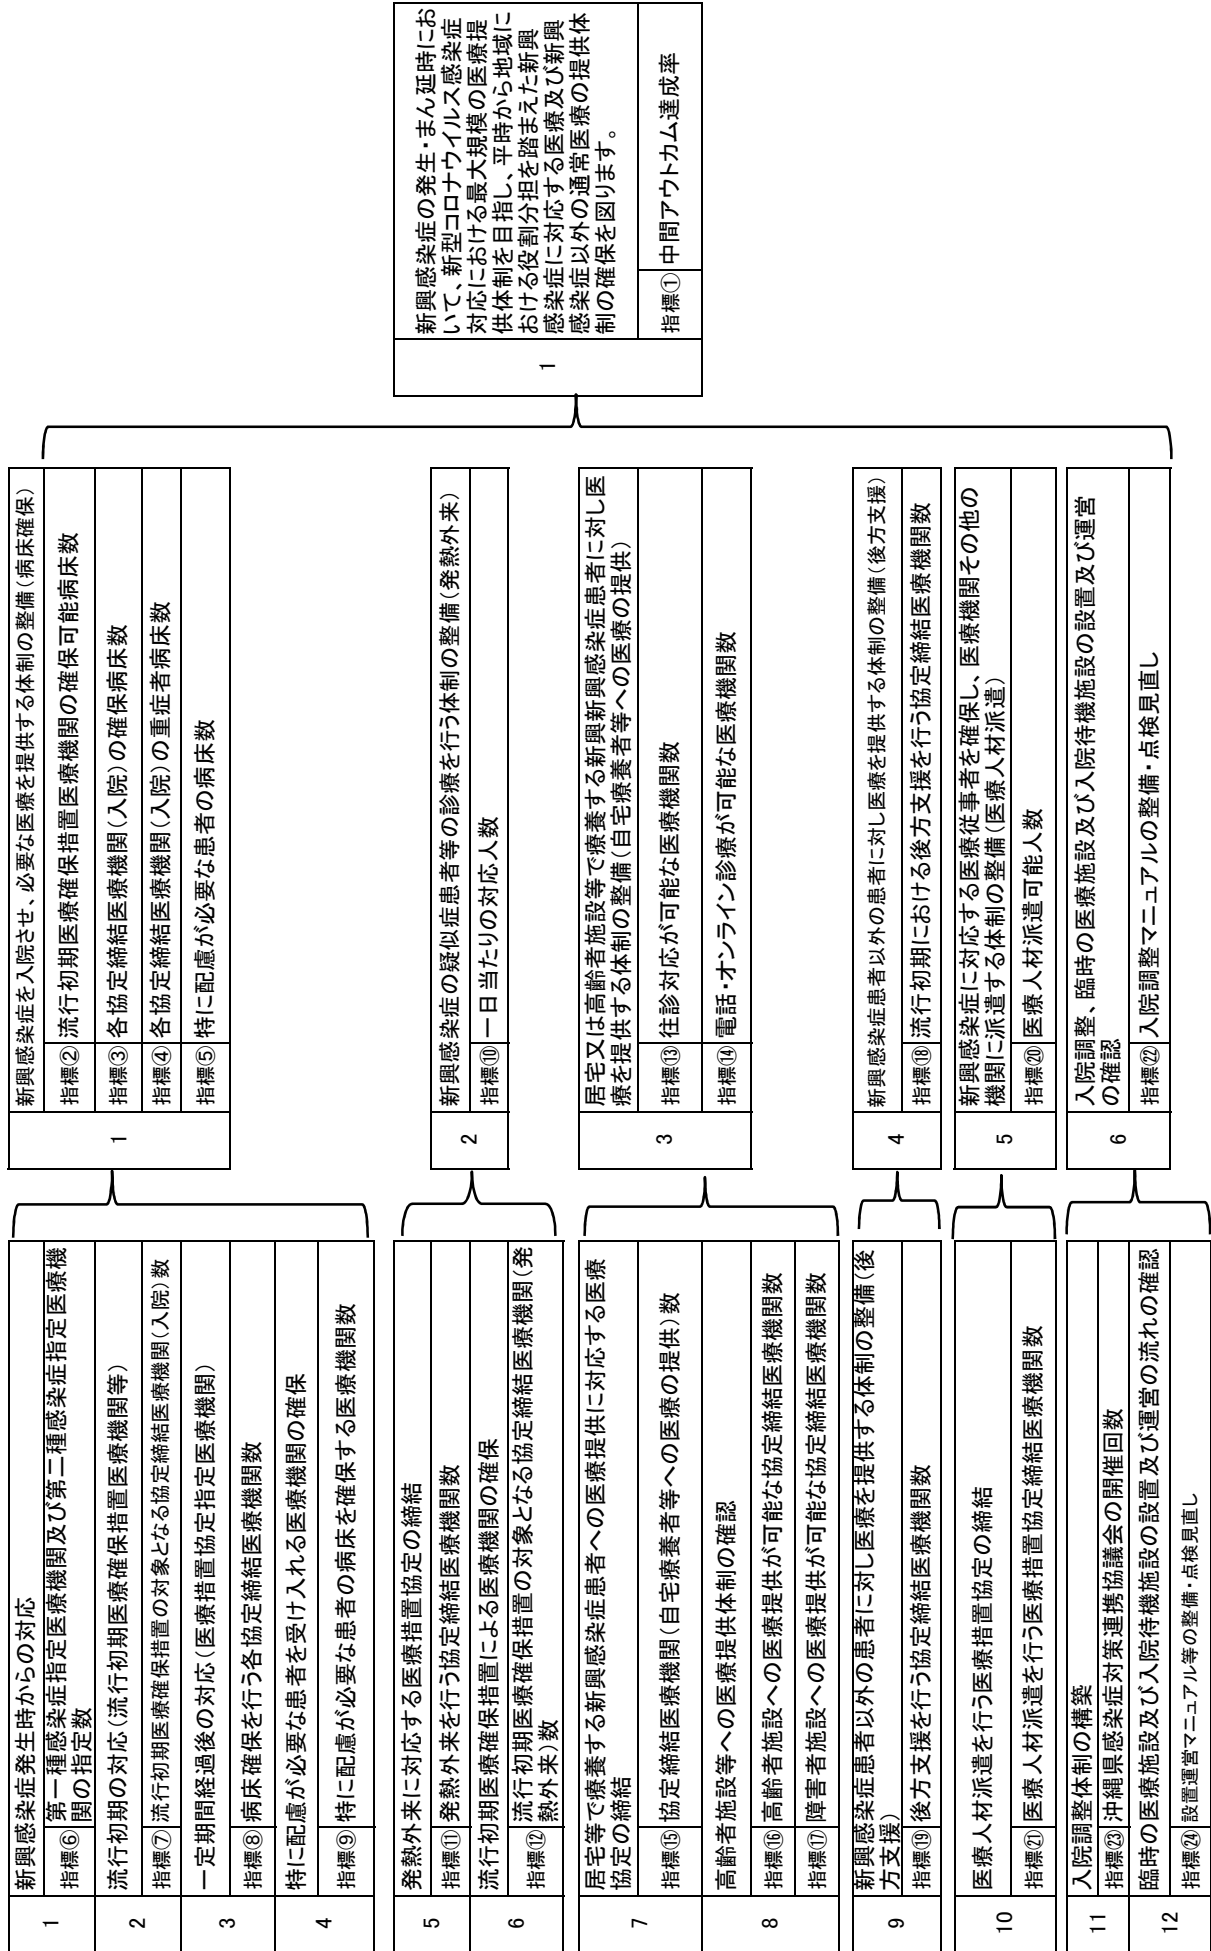 1
新興感染症発生時からの対応
指標⑥
第一種感染症指定医療機関及び第二種感染症指定医療機
関の指定数
2
流行初期の対応(流行初期医療確保措置医療機関等)
指標⑦
流行初期医療確保措置の対象となる協定締結医療機関(入院)数
3
一定期間経過後の対応(医療措置協定指定医療機関)
指標⑧
病床確保を行う各協定締結医療機関数
4
特に配慮が必要な患者を受け入れる医療機関の確保
指標⑨
特に配慮が必要な患者の病床を確保する医療機関数
5
発熱外来に対応する医療措置協定の締結
指標⑪
発熱外来を行う協定締結医療機関数
6
流行初期医療確保措置による医療機関の確保
指標⑫
流行初期医療確保措置の対象となる協定締結医療機関(発
熱外来)数
7
居宅等で療養する新興感染症患者への医療提供に対応する医療
協定の締結
指標⑮
協定締結医療機関(自宅療養者等への医療の提供)数
8
高齢者施設等への医療提供体制の確認
指標⑯
高齢者施設への医療提供が可能な協定締結医療機関数
指標⑰
障害者施設への医療提供が可能な協定締結医療機関数
9
新興感染症患者以外の患者に対し医療を提供する体制の整備(後
方支援)
指標⑲
後方支援を行う協定締結医療機関数
10
医療人材派遣を行う医療措置協定の締結
指標㉑
医療人材派遣を行う医療措置協定締結医療機関数
11
入院調整体制の構築
指標㉓
沖縄県感染症対策連携協議会の開催回数
12
臨時の医療施設及び入院待機施設の設置及び運営の流れの確認
指標㉔
設置運営マニュアル等の整備・点検見直し
1
新興感染症を入院させ、必要な医療を提供する体制の整備(病床確保)
指標②
流行初期医療確保措置医療機関の確保可能病床数
指標③
各協定締結医療機関(入院)の確保病床数
指標④
各協定締結医療機関(入院)の重症者病床数
指標⑤
特に配慮が必要な患者の病床数
2
新興感染症の疑似症患者等の診療を行う体制の整備(発熱外来)
指標⑩
一日当たりの対応人数
3
居宅又は高齢者施設等で療養する新興新興感染症患者に対し医
療を提供する体制の整備(自宅療養者等への医療の提供)
指標⑬
往診対応が可能な医療機関数
指標⑭
電話・オンライン診療が可能な医療機関数
4
新興感染症患者以外の患者に対し医療を提供する体制の整備(後方支援)
指標⑱
流行初期における後方支援を行う協定締結医療機関数
5
新興感染症に対応する医療従事者を確保し、医療機関その他の
機関に派遣する体制の整備(医療人材派遣)
指標⑳
医療人材派遣可能人数
6
入院調整、臨時の医療施設及び入院待機施設の設置及び運営
の確認
指標㉒
入院調整マニュアルの整備・点検見直し
1
新興感染症の発生・まん延時にお
いて、新型コロナウイルス感染症
対応における最大規模の医療提
供体制を目指し、平時から地域に
おける役割分担を踏まえた新興
感染症に対応する医療及び新興
感染症以外の通常医療の提供体
制の確保を図ります。
指標①
中間アウトカム達成率